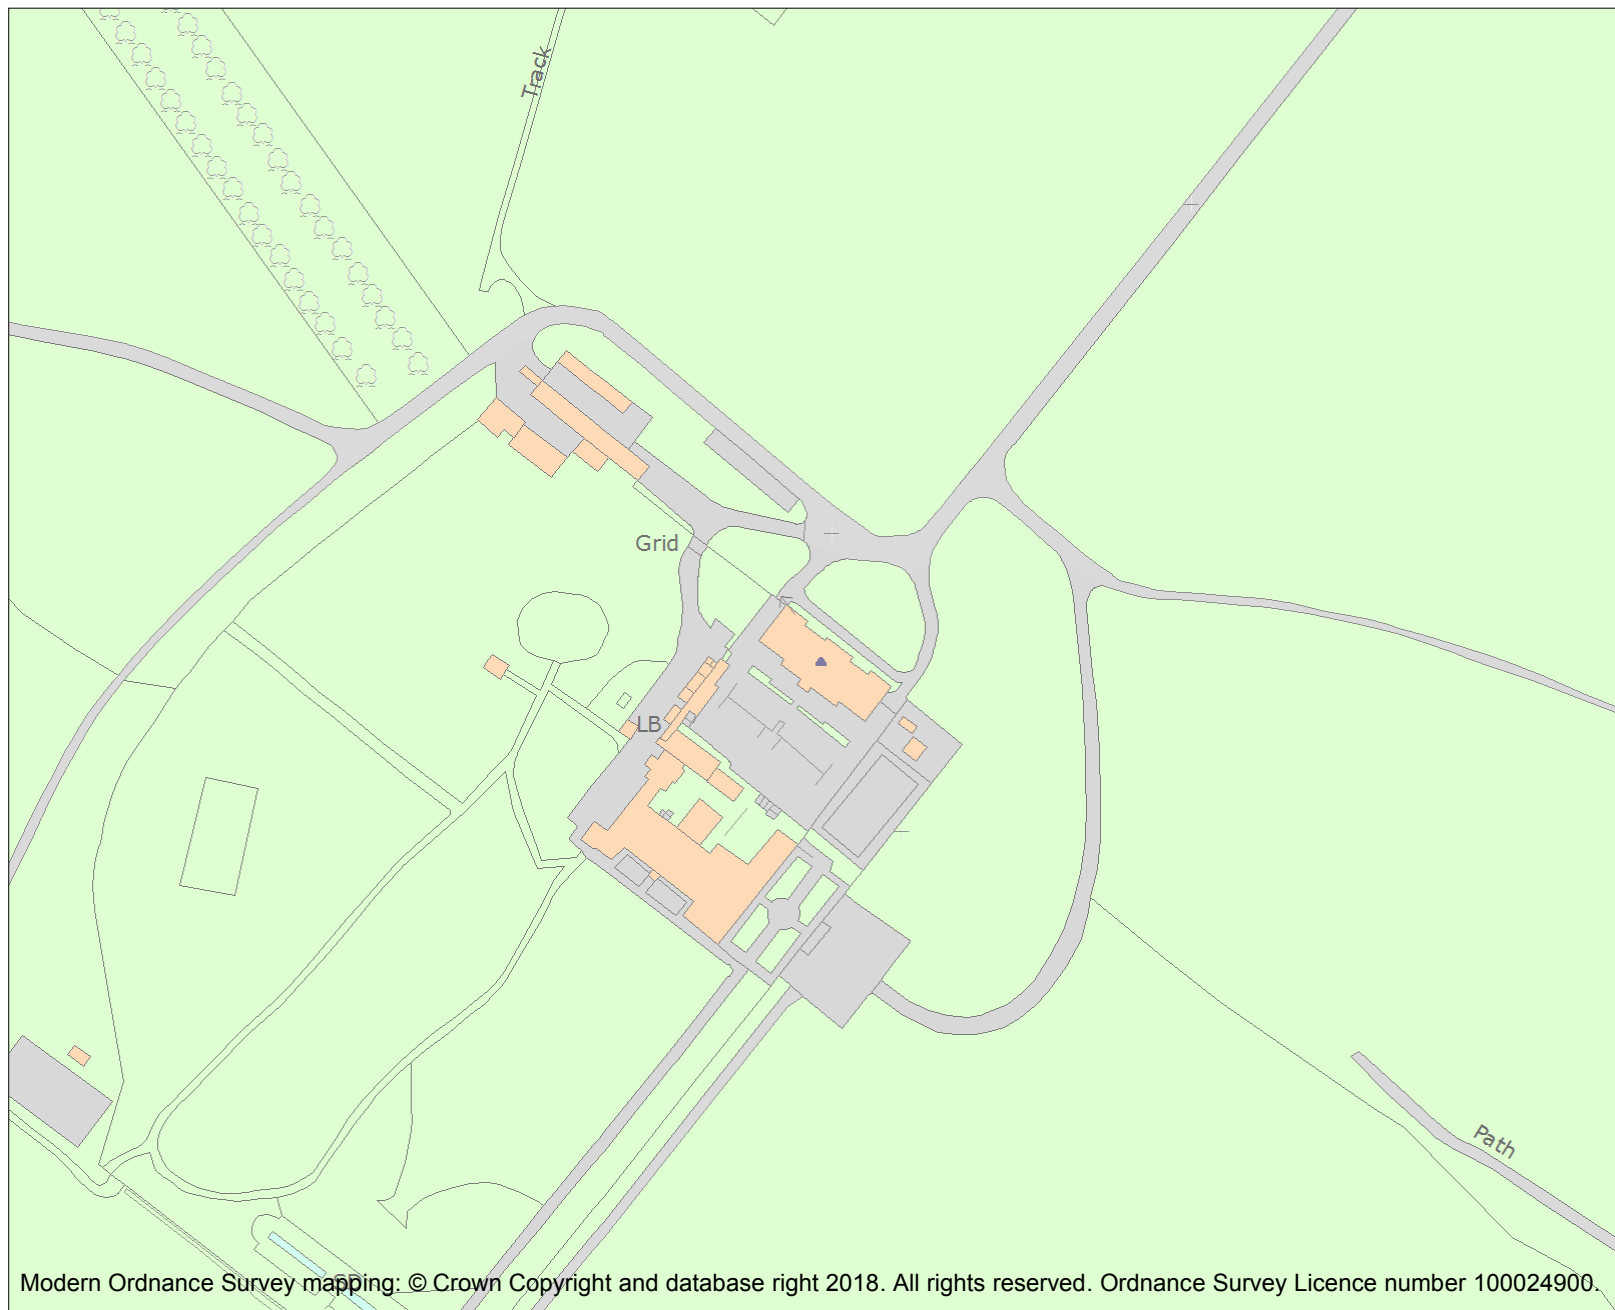 Track
Grid
LB
Path
SD
Modern Ordnance Survey mapping: © Crown Copyright and database right 2018. All rights reserved. Ordnance Survey Licence number 100024900.